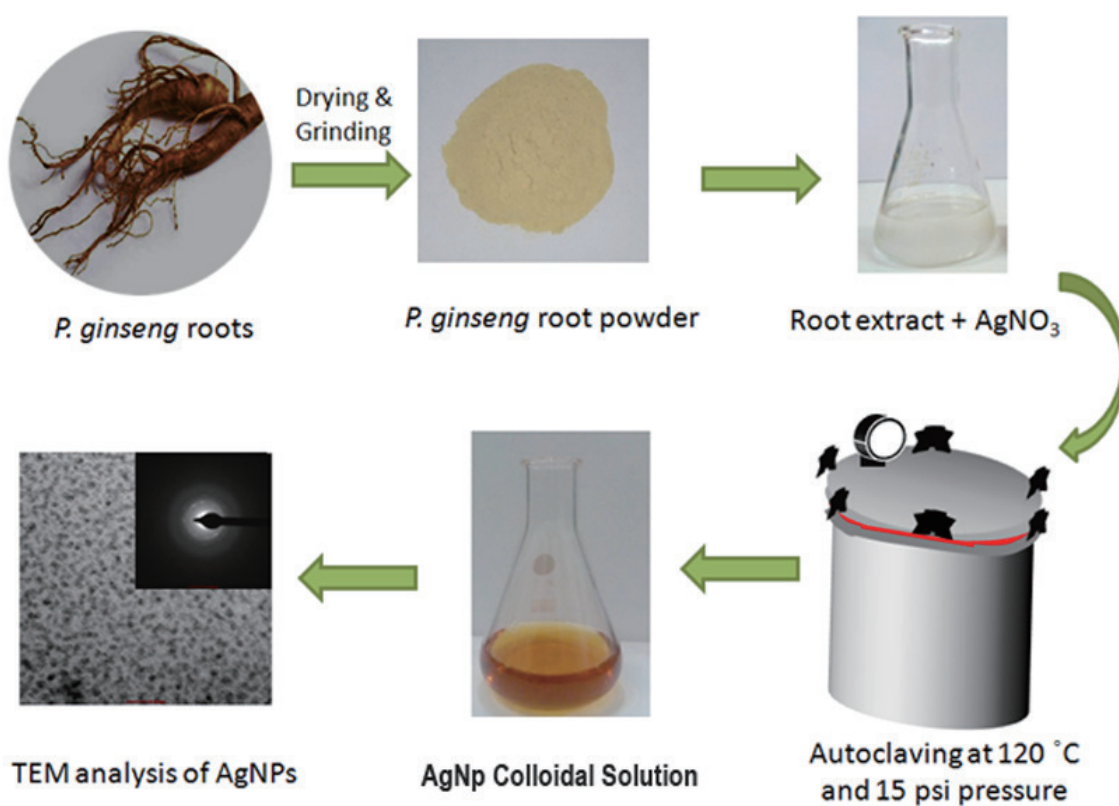 Drying &
Grinding
P. ginseng roots
P. ginseng root powder
Root extract + AgNO₃
TEM analysis of AgNPs
AgNp Colloidal Solution
Autoclaving at 120 ˚C
and 15 psi pressure